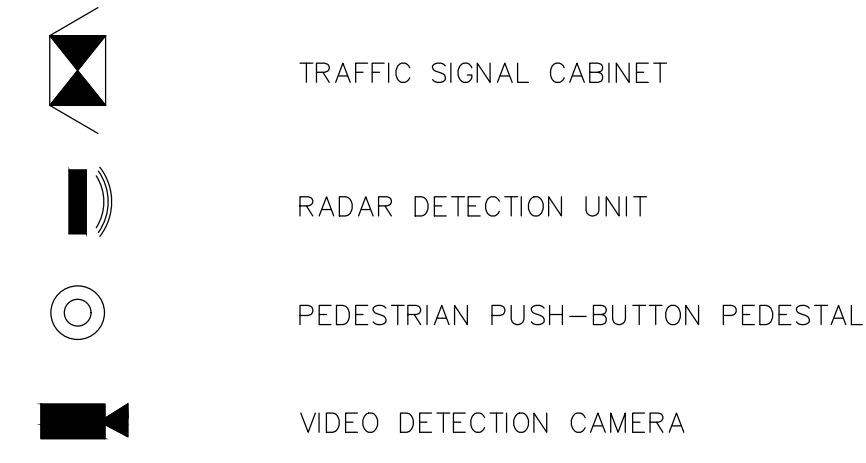 TRAFFIC SIGNAL CABINET
RADAR DETECTION UNIT
PEDESTRIAN PUSH-BUTTON PEDESTAL
VIDEO DETECTION CAMERA